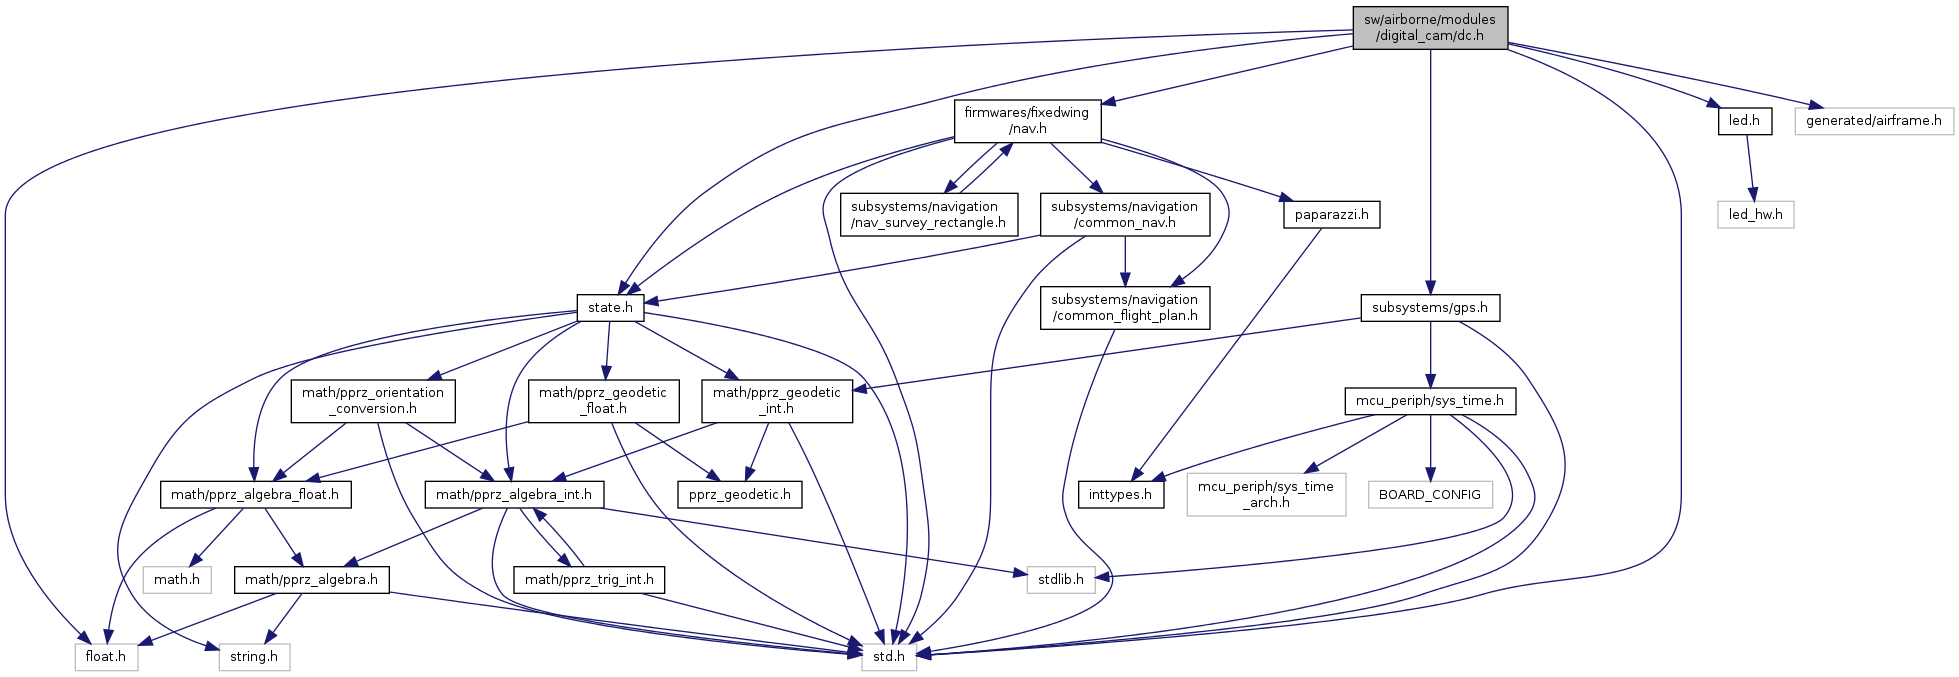 sw/airborne/modules
/digital_cam/dc.h
firmwares/fixedwing
/nav.h
led.h
generated/airframe.h
subsystems/navigation
/nav_survey_rectangle.h
subsystems/navigation
/common_nav.h
paparazzi.h
led_hw.h
state.h
subsystems/navigation
/common_flight_plan.h
subsystems/gps.h
math/pprz_orientation
_conversion.h
math/pprz_geodetic
_float.h
math/pprz_geodetic
_int.h
mcu_periph/sys_time.h
math/pprz_algebra_float.h
math/pprz_algebra_int.h
pprz_geodetic.h
inttypes.h
mcu_periph/sys_time
_arch.h
BOARD_CONFIG
math.h
math/pprz_algebra.h
math/pprz_trig_int.h
stdlib.h
float.h
string.h
std.h